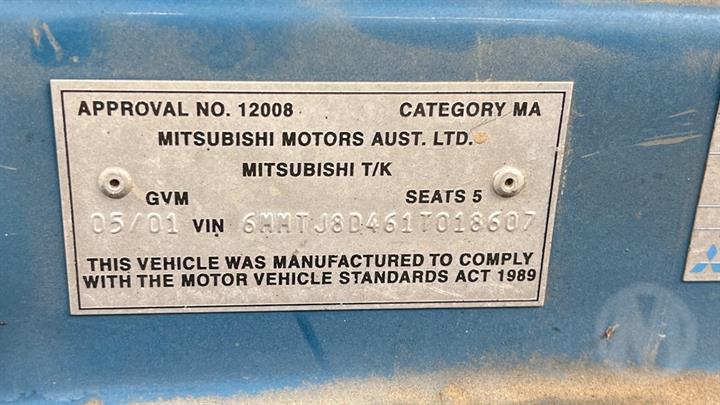 APPROVAL NO. 12008 CATEGORY MA
MITSUBISHI MOTORS AUST. LTD.
MITSUBISHI T/K
GVM SEATS 5
05/01 VIN 6MMTJ8D461T018607
THIS VEHICLE WAS MANUFACTURED TO COMPLY
WITH THE MOTOR VEHICLE STANDARDS ACT 1989